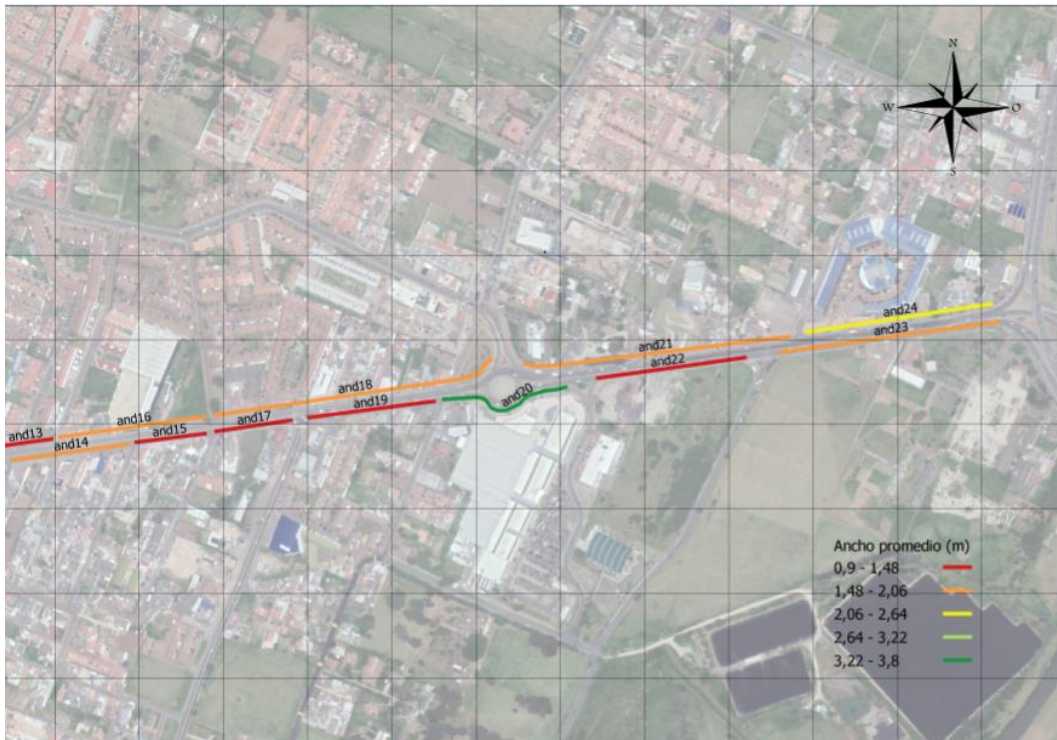 N
W
O
S
and24
and23
and21
and22
and20
and18
and19
and16
and17
and15
and13
and14
Ancho promedio (m)
0,9 - 1,48
1,48 - 2,06
2,06 - 2,64
2,64 - 3,22
3,22 - 3,8